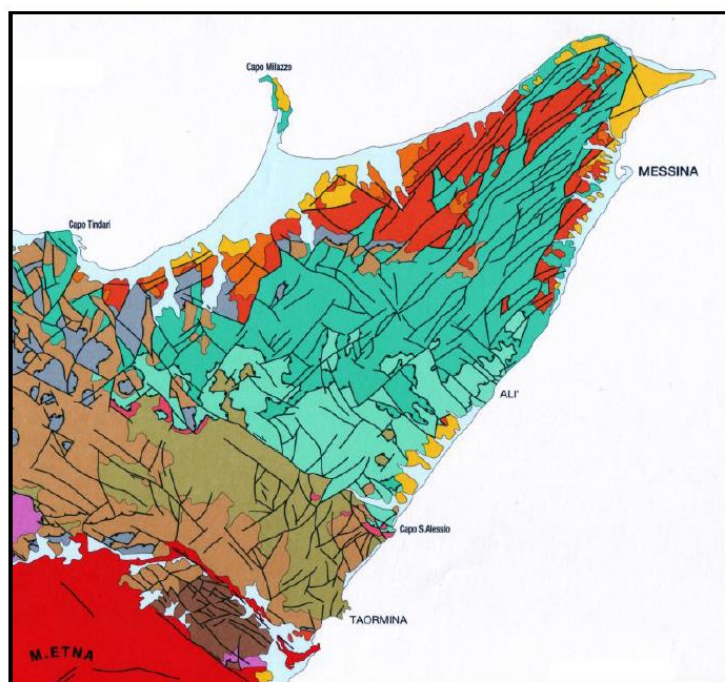 Capo Milazzo
MESSINA
Capo Tindari
ALI'
Capo S.Alessio
TAORMINA
M.ETNA